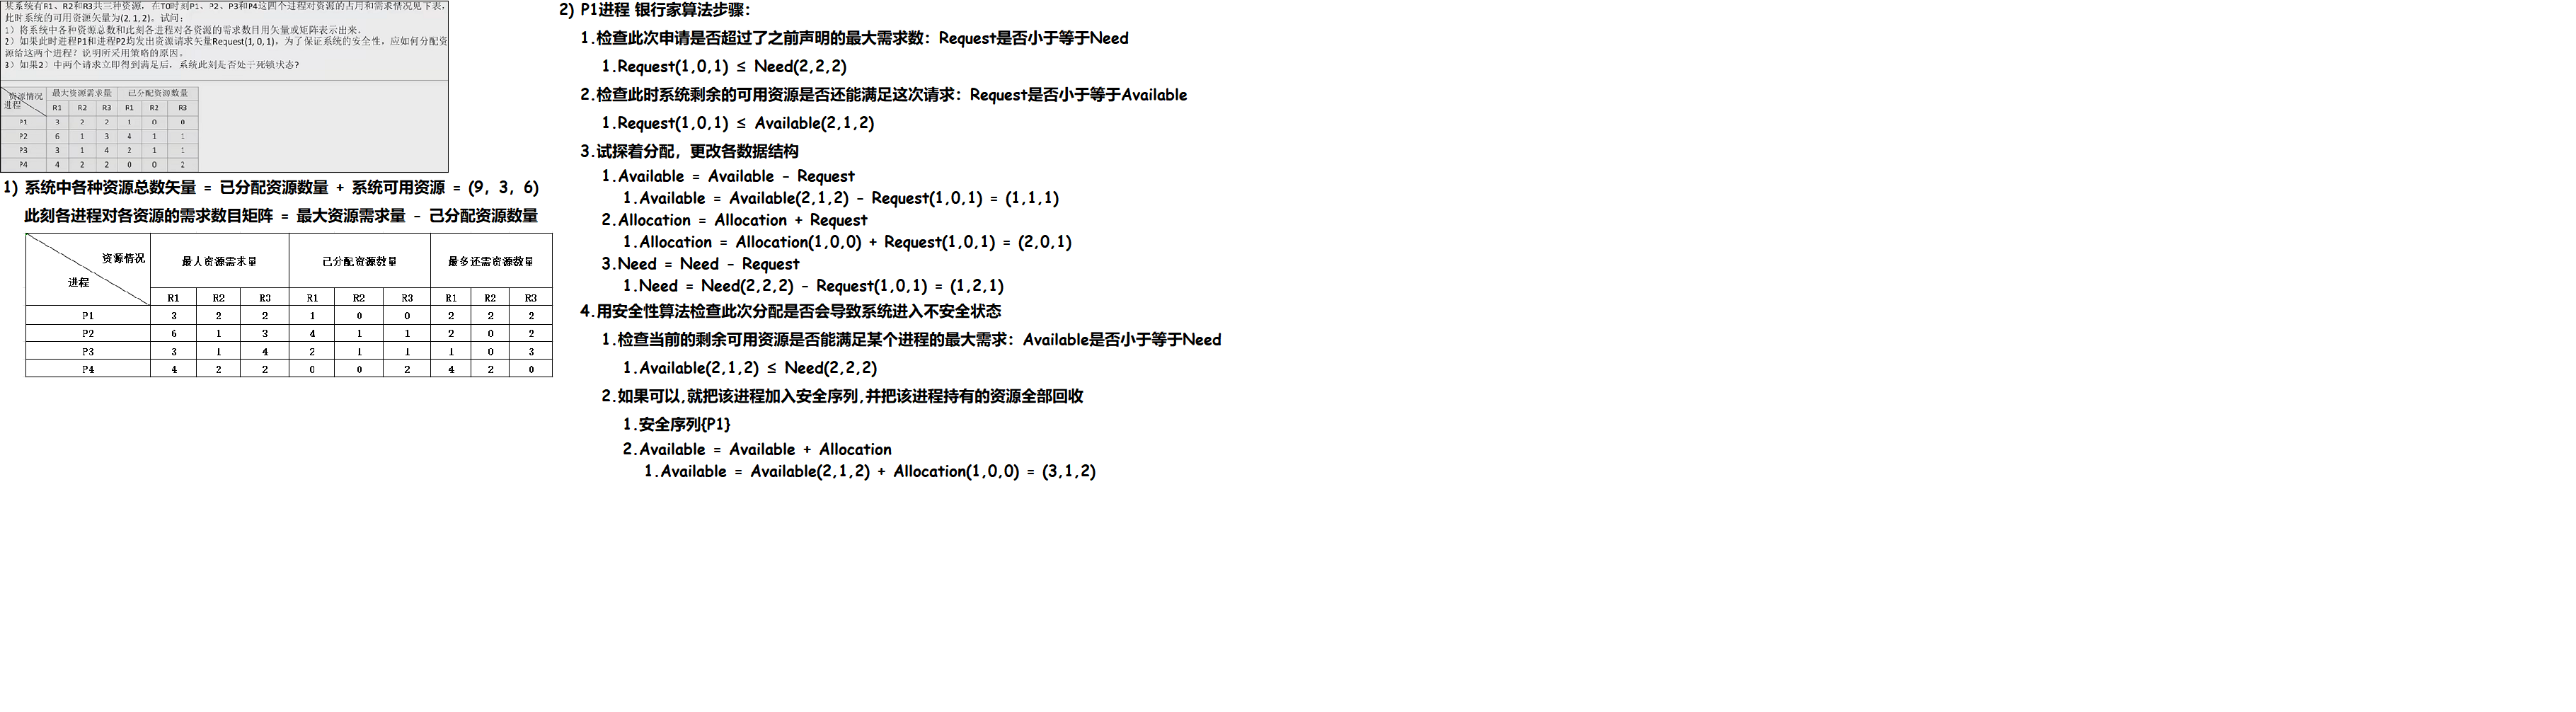 某系统有R1、R2和R3共三种资源，在T0时刻P1、P2、P3和P4这四个进程对资源的占用和需求情况见下表，
此时系统的可用资源矢量为(2, 1, 2)。试问：
1）将系统中各种资源总数和此刻各进程对各资源的需求数目用矢量或矩阵表示出来。
2）如果此时进程P1和进程P2均发出资源请求矢量Request(1, 0, 1)，为了保证系统的安全性，应如何分配资
源给这两个进程？说明所采用策略的原因。
3）如果2）中两个请求立即得到满足后，系统此刻是否处于死锁状态?
资源情况 最大资源需求量 已分配资源数量
进程 R1 R2 R3 R1 R2 R3
P1 3 2 2 1 0 0
P2 6 1 3 4 1 1
P3 3 1 4 2 1 1
P4 4 2 2 0 0 2
1) 系统中各种资源总数矢量 = 已分配资源数量 + 系统可用资源 = (9, 3, 6)
此刻各进程对各资源的需求数目矩阵 = 最大资源需求量 - 已分配资源数量
资源情况 最大资源需求量 已分配资源数量 最多还需资源数量
进程
R1 R2 R3 R1 R2 R3 R1 R2 R3
P1 3 2 2 1 0 0 2 2 2
P2 6 1 3 4 1 1 2 0 2
P3 3 1 4 2 1 1 1 0 3
P4 4 2 2 0 0 2 4 2 0
2) P1进程 银行家算法步骤：
1.检查此次申请是否超过了之前声明的最大需求数：Request是否小于等于Need
1.Request(1,0,1) ≤ Need(2,2,2)
2.检查此时系统剩余的可用资源是否还能满足这次请求：Request是否小于等于Available
1.Request(1,0,1) ≤ Available(2,1,2)
3.试探着分配，更改各数据结构
1.Available = Available - Request
1.Available = Available(2,1,2) - Request(1,0,1) = (1,1,1)
2.Allocation = Allocation + Request
1.Allocation = Allocation(1,0,0) + Request(1,0,1) = (2,0,1)
3.Need = Need - Request
1.Need = Need(2,2,2) - Request(1,0,1) = (1,2,1)
4.用安全性算法检查此次分配是否会导致系统进入不安全状态
1.检查当前的剩余可用资源是否能满足某个进程的最大需求：Available是否小于等于Need
1.Available(2,1,2) ≤ Need(2,2,2)
2.如果可以,就把该进程加入安全序列,并把该进程持有的资源全部回收
1.安全序列{P1}
2.Available = Available + Allocation
1.Available = Available(2,1,2) + Allocation(1,0,0) = (3,1,2)